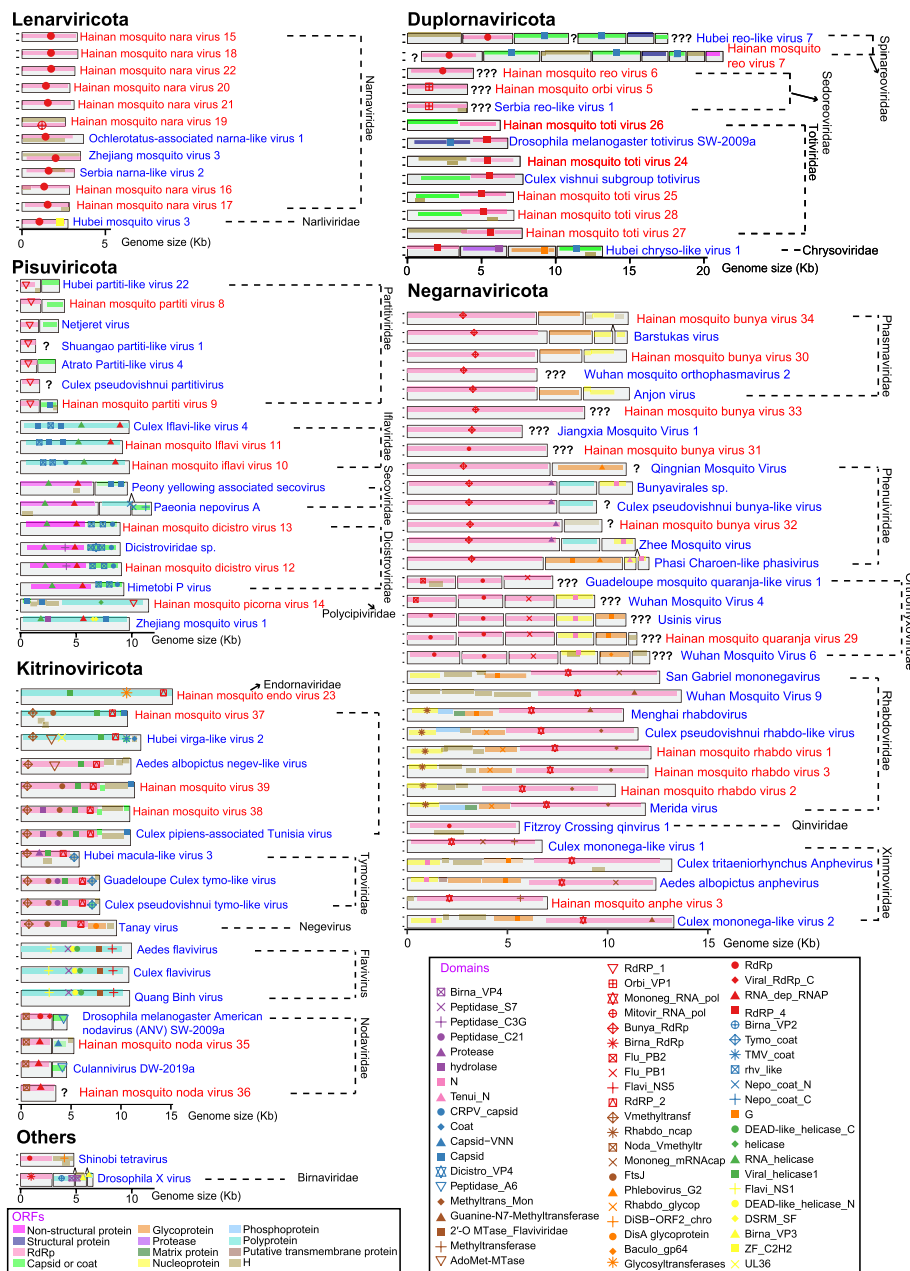 Lenarviricota
Hainan mosquito nara virus 15
Hainan mosquito nara virus 18
Hainan mosquito nara virus 22
Hainan mosquito nara virus 20
Hainan mosquito nara virus 21
Hainan mosquito nara virus 19
Ochlerotatus-associated narna-like virus 1
Zhejiang mosquito virus 3
Serbia narna-like virus 2
Hainan mosquito nara virus 16
Hainan mosquito nara virus 17
Hubei mosquito virus 3
Narnaviridae
Narliviridae
0 5
Genome size (Kb)
Pisuviricota
Hubei partiti-like virus 22
Hainan mosquito partiti virus 8
Netjeret virus
Shuangao partiti-like virus 1
?
Atrato Partiti-like virus 4
? Culex pseudovishnui partitivirus
Hainan mosquito partiti virus 9
Partitiviridae
Culex Iflavi-like virus 4
Hainan mosquito Iflavi virus 11
Hainan mosquito iflavi virus 10
Iflaviridae
Peony yellowing associated secovirus
Paeonia nepovirus A
Secoviridae
Hainan mosquito dicistro virus 13
Dicistroviridae sp.
Hainan mosquito dicistro virus 12
Himetobi P virus
Dicistroviridae
Hainan mosquito picorna virus 14
Polycipiviridae
Zhejiang mosquito virus 1
0 5 10
Genome size (Kb)
Kitrinoviricota
Endornaviridae
Hainan mosquito endo virus 23
Hainan mosquito virus 37
Hubei virga-like virus 2
Aedes albopictus negev-like virus
Hainan mosquito virus 39
Hainan mosquito virus 38
Culex pipiens-associated Tunisia virus
Hubei macula-like virus 3
Guadeloupe Culex tymo-like virus
Culex pseudovishnui tymo-like virus
Tymoviridae
Tanay virus
Negevirus
Aedes flavivirus
Culex flavivirus
Quang Binh virus
Flavivirus
Drosophila melanogaster American
nodavirus (ANV) SW-2009a
Hainan mosquito noda virus 35
Culannivirus DW-2019a
? Hainan mosquito noda virus 36
Nodaviridae
0 5 10 15
Genome size (Kb)
Others
Shinobi tetravirus
Drosophila X virus
Birnaviridae
0 5 10
Genome size (Kb)
ORFs
Non-structural protein
Structural protein
RdRp
Capsid or coat
Glycoprotein
Protease
Matrix protein
Nucleoprotein
Phosphoprotein
Polyprotein
Putative transmembrane protein
H
Duplornaviricota
? ??? Hubei reo-like virus 7
? Hainan mosquito
reo virus 7
Spinareoviridae
??? Hainan mosquito reo virus 6
??? Hainan mosquito orbi virus 5
??? Serbia reo-like virus 1
Sedoreoviridae
Hainan mosquito toti virus 26
Drosophila melanogaster totivirus SW-2009a
Hainan mosquito toti virus 24
Culex vishnui subgroup totivirus
Hainan mosquito toti virus 25
Hainan mosquito toti virus 28
Hainan mosquito toti virus 27
Totiviridae
Hubei chryso-like virus 1
Chrysoviridae
0 5 10 15 20
Genome size (Kb)
Negarnaviricota
Hainan mosquito bunya virus 34
Barstukas virus
Hainan mosquito bunya virus 30
??? Wuhan mosquito orthophasmavirus 2
Anjon virus
Phasmaviridae
??? Hainan mosquito bunya virus 33
??? Jiangxia Mosquito Virus 1
??? Hainan mosquito bunya virus 31
? Qingnian Mosquito Virus
Bunyavirales sp.
? Culex pseudovishnui bunya-like virus
? Hainan mosquito bunya virus 32
Zhee Mosquito virus
Phasi Charoen-like phasivirus
Phenuiviridae
??? Guadeloupe mosquito quaranja-like virus 1
??? Wuhan Mosquito Virus 4
??? Usinis virus
??? Hainan mosquito quaranja virus 29
??? Wuhan Mosquito Virus 6
San Gabriel mononegavirus
Wuhan Mosquito Virus 9
Menghai rhabdovirus
Culex pseudovishnui rhabdo-like virus
Hainan mosquito rhabdo virus 1
Hainan mosquito rhabdo virus 3
Hainan mosquito rhabdo virus 2
Merida virus
Rhabdoviridae
Fitzroy Crossing qinvirus 1
Qinviridae
Culex mononega-like virus 1
Culex tritaeniorhynchus Anphevirus
Aedes albopictus anphevirus
Hainan mosquito anphe virus 3
Culex mononega-like virus 2
Xinmoviridae
0 5 10 15
Genome size (Kb)
Domains
Birna_VP4
Peptidase_S7
Peptidase_C3G
Peptidase_C21
Protease
hydrolase
N
Tenui_N
CRPV_capsid
Coat
Capsid−VNN
Capsid
Dicistro_VP4
Peptidase_A6
Methyltrans_Mon
Guanine-N7-Methyltransferase
2'-O MTase_Flaviviridae
Methyltransferase
AdoMet-MTase
RdRP_1
Orbi_VP1
Mononeg_RNA_pol
Mitovir_RNA_pol
Bunya_RdRp
Birna_RdRp
Flu_PB2
Flu_PB1
Flavi_NS5
RdRP_2
Vmethyltransf
Rhabdo_ncap
Noda_Vmethyltr
Mononeg_mRNAcap
FtsJ
Phlebovirus_G2
Rhabdo_glycop
DiSB−ORF2_chro
DisA glycoprotein
Baculo_gp64
Glycosyltransferases
RdRp
Viral_RdRp_C
RNA_dep_RNAP
RdRP_4
Birna_VP2
Tymo_coat
TMV_coat
rhv_like
Nepo_coat_N
Nepo_coat_C
G
DEAD-like_helicase_C
helicase
RNA_helicase
Viral_helicase1
Flavi_NS1
DEAD-like_helicase_N
DSRM_SF
Birna_VP3
ZF_C2H2
UL36